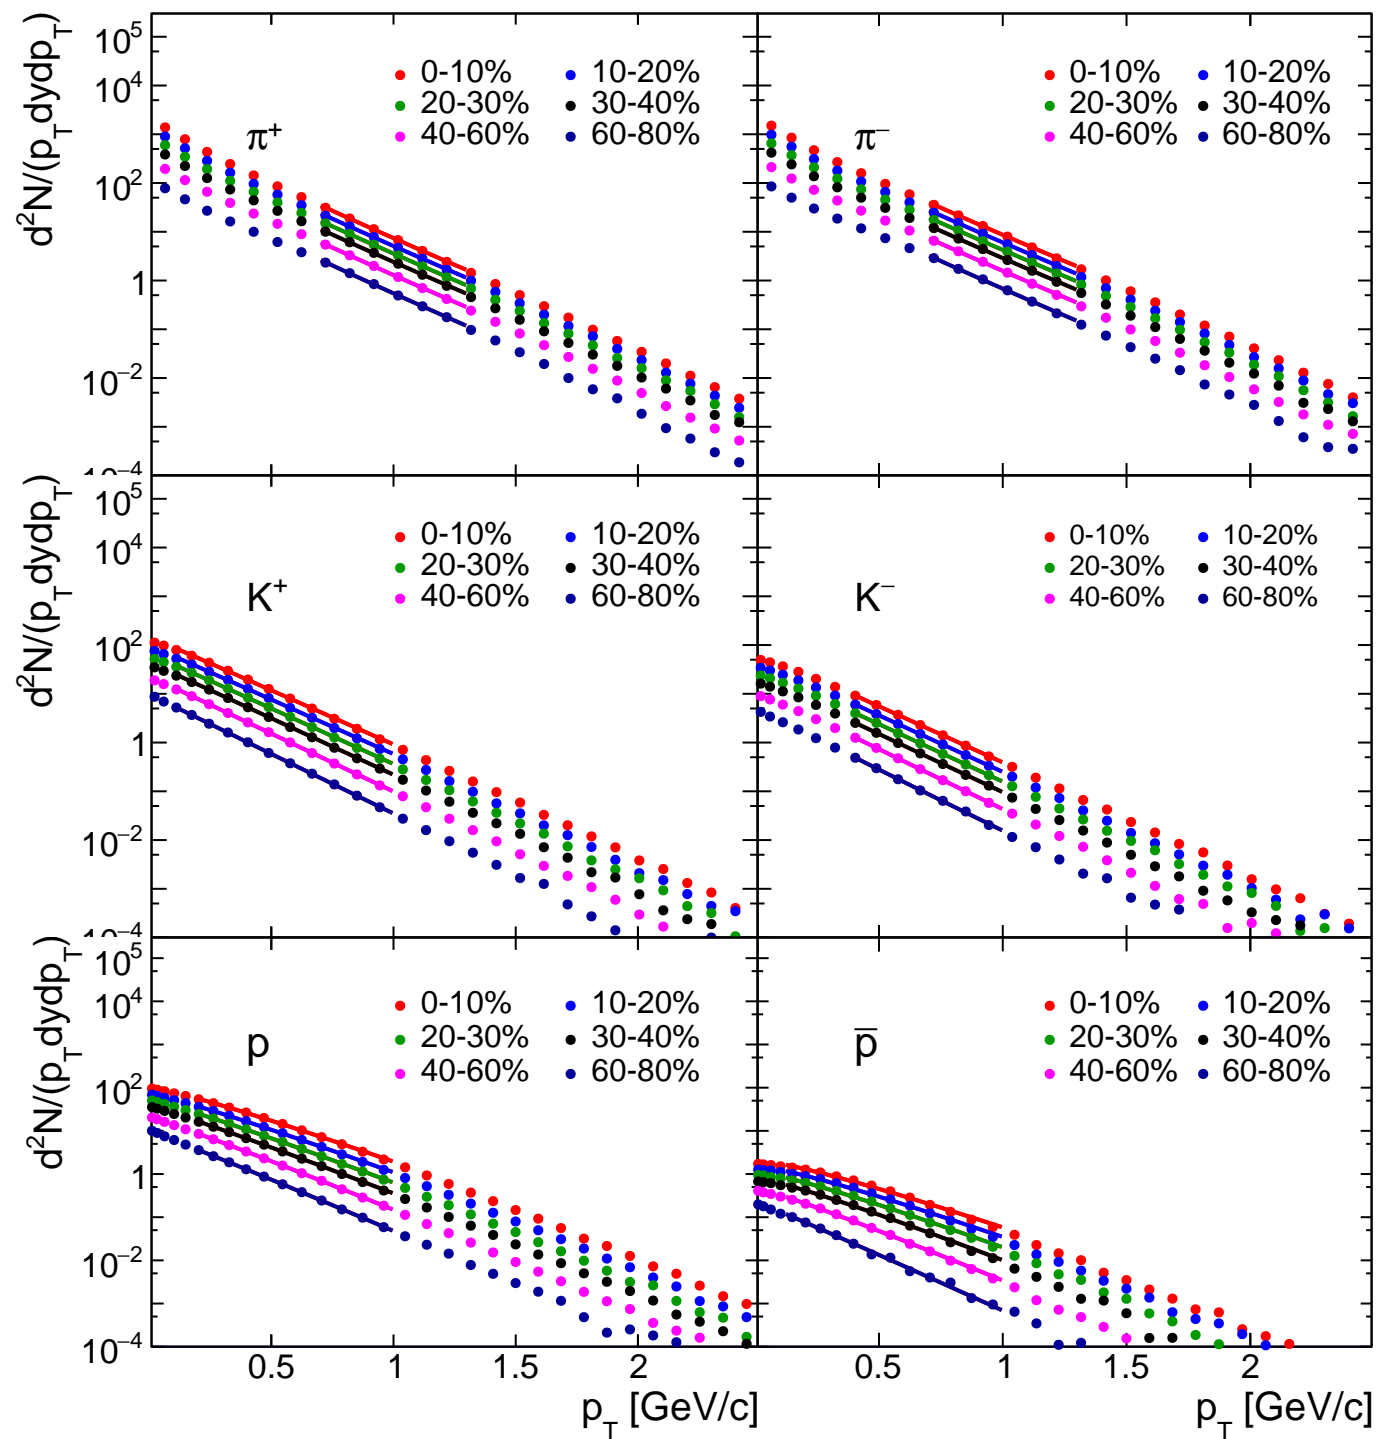 d²N/(p_T dydp_T)
10⁵
10⁴
10²
1
10⁻²
10⁻⁴
π⁺
0-10% 10-20%
20-30% 30-40%
40-60% 60-80%
π⁻
0-10% 10-20%
20-30% 30-40%
40-60% 60-80%
d²N/(p_T dydp_T)
10⁵
10⁴
10²
1
10⁻²
10⁻⁴
K⁺
0-10% 10-20%
20-30% 30-40%
40-60% 60-80%
K⁻
0-10% 10-20%
20-30% 30-40%
40-60% 60-80%
d²N/(p_T dydp_T)
10⁵
10⁴
10²
1
10⁻²
10⁻⁴
p
0-10% 10-20%
20-30% 30-40%
40-60% 60-80%
p̅
0-10% 10-20%
20-30% 30-40%
40-60% 60-80%
0.5 1 1.5 2
0.5 1 1.5 2
p_T [GeV/c]
p_T [GeV/c]